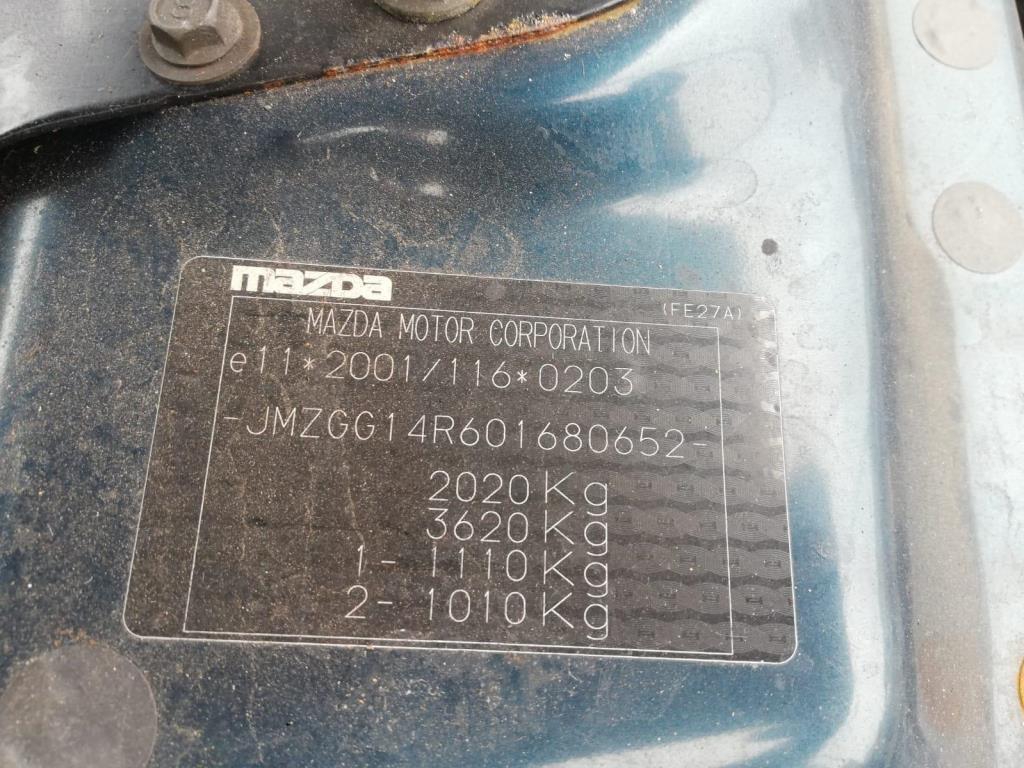 mazda
(FE27A)
MAZDA MOTOR CORPORATION
e11*2001/116*0203
-JMZGG14R601680652-
2020Kg
3620Kg
1- 1110Kg
2- 1010Kg